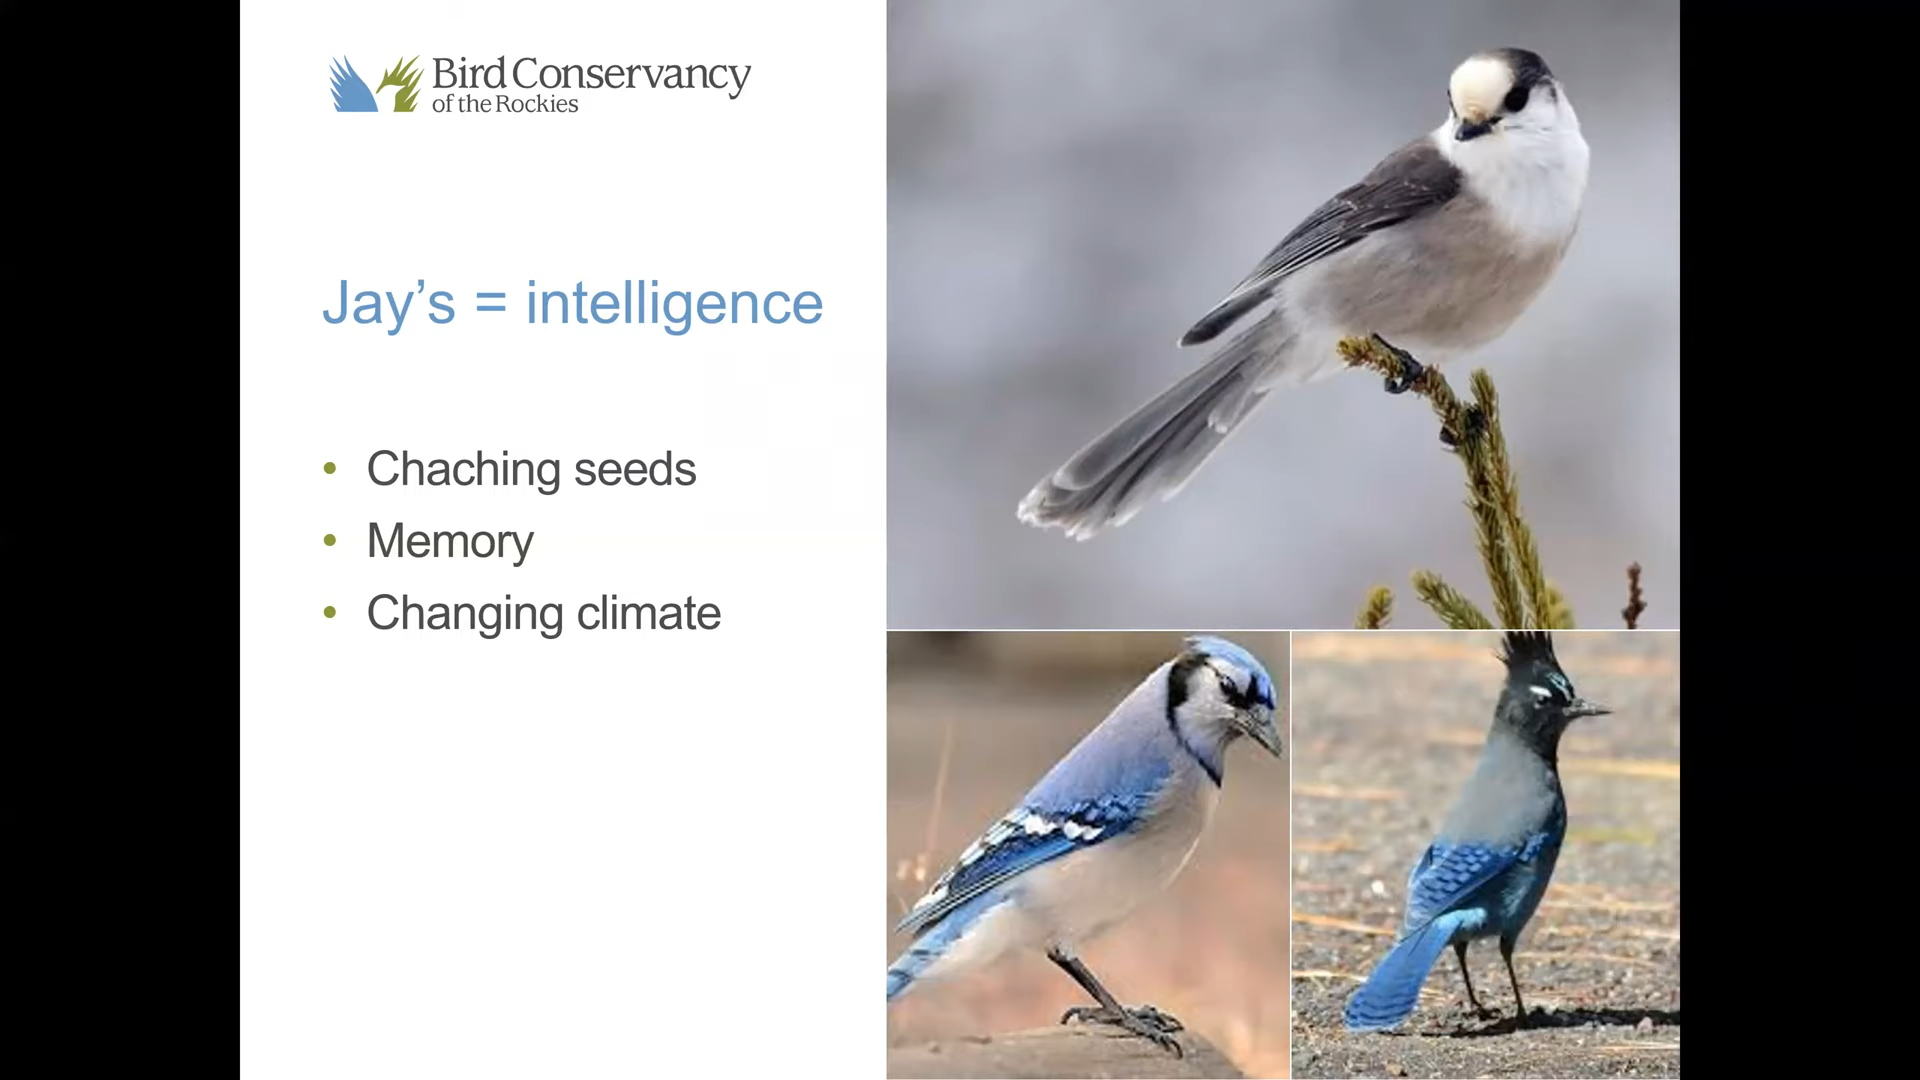 Bird Conservancy
of the Rockies
Jay’s = intelligence
• Chaching seeds
• Memory
• Changing climate